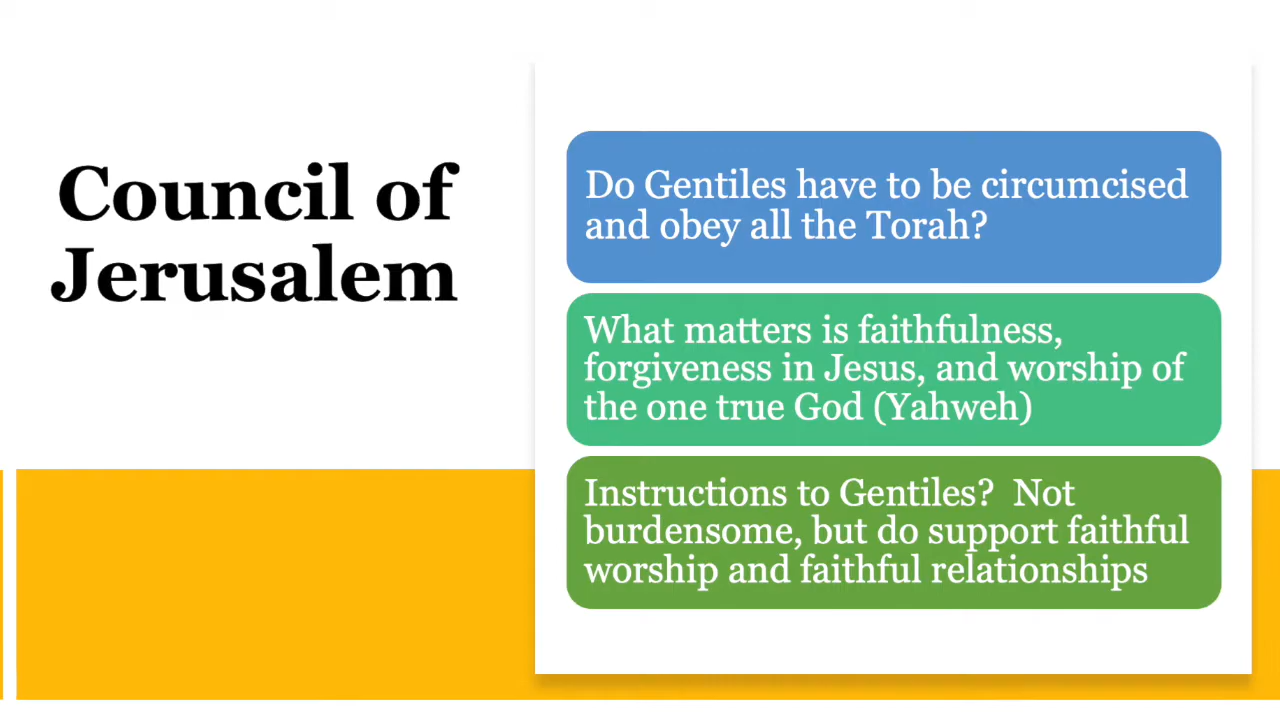 Council of
Jerusalem
Do Gentiles have to be circumcised
and obey all the Torah?
What matters is faithfulness,
forgiveness in Jesus, and worship of
the one true God (Yahweh)
Instructions to Gentiles?  Not
burdensome, but do support faithful
worship and faithful relationships